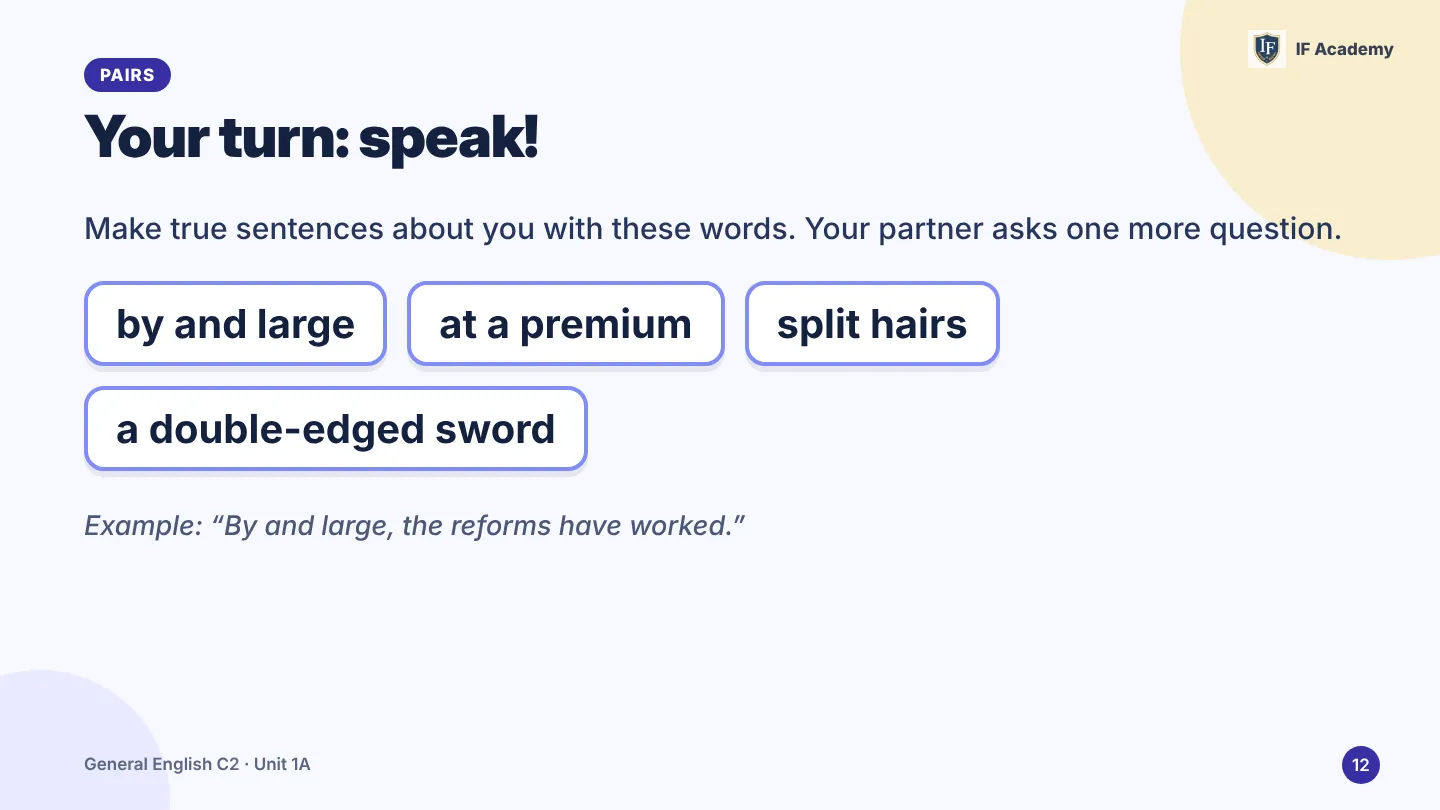 IF
IF Academy
PAIRS
Your turn: speak!
Make true sentences about you with these words. Your partner asks one more question.
by and large
at a premium
split hairs
a double-edged sword
Example: “By and large, the reforms have worked.”
General English C2 · Unit 1A
12